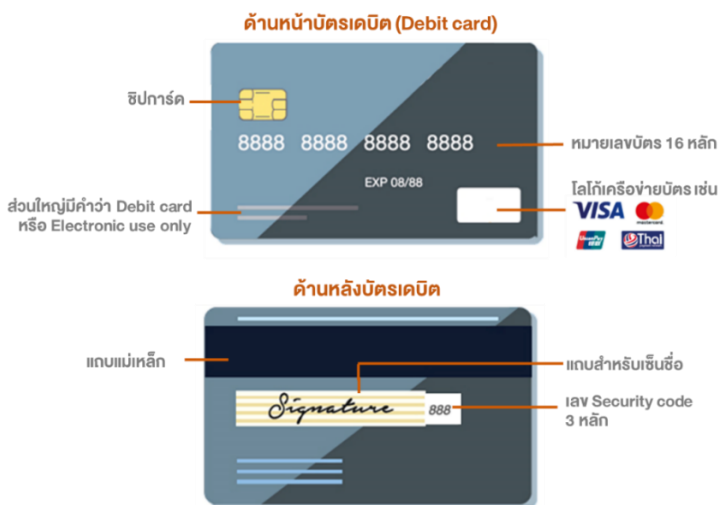 ด้านหน้าบัตรเดบิต (Debit card)
ชิปการ์ด
8888 8888 8888 8888
หมายเลขบัตร 16 หลัก
EXP 08/88
ส่วนใหญ่มีคำว่า Debit card
หรือ Electronic use only
โลโก้เครือข่ายบัตร เช่น
VISA
mastercard
UnionPay
银联
Thai
ด้านหลังบัตรเดบิต
แถบแม่เหล็ก
แถบสำหรับเซ็นชื่อ
Signature
888
เลข Security code
3 หลัก